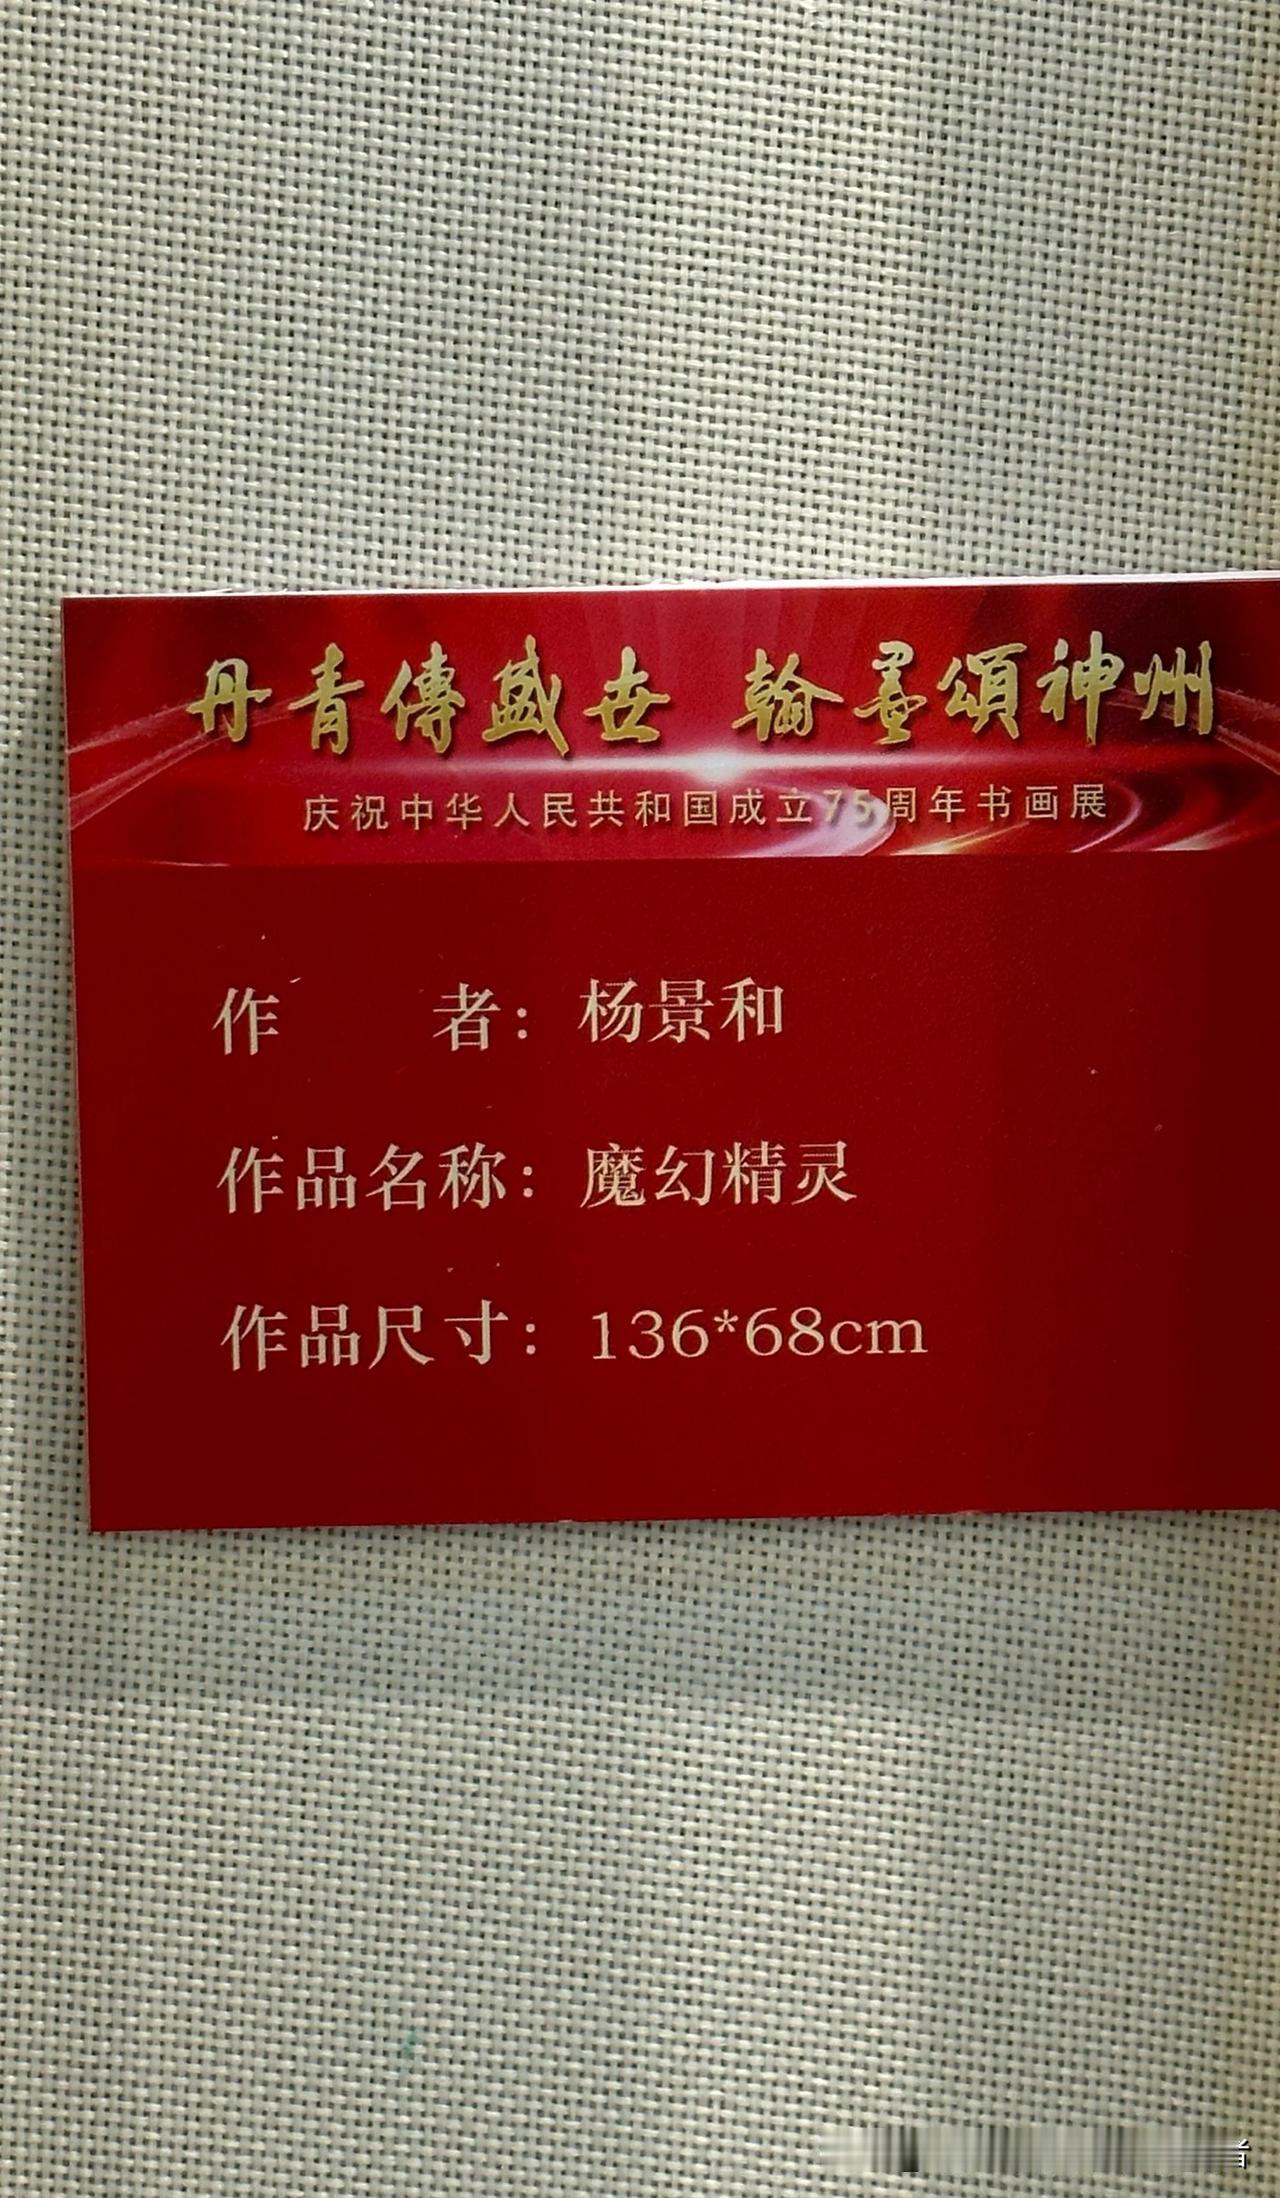 丹青傳盛世 翰墨頌神州
庆祝中华人民共和国成立75周年书画展
作者：杨景和
作品名称：魔幻精灵
作品尺寸：136*68cm